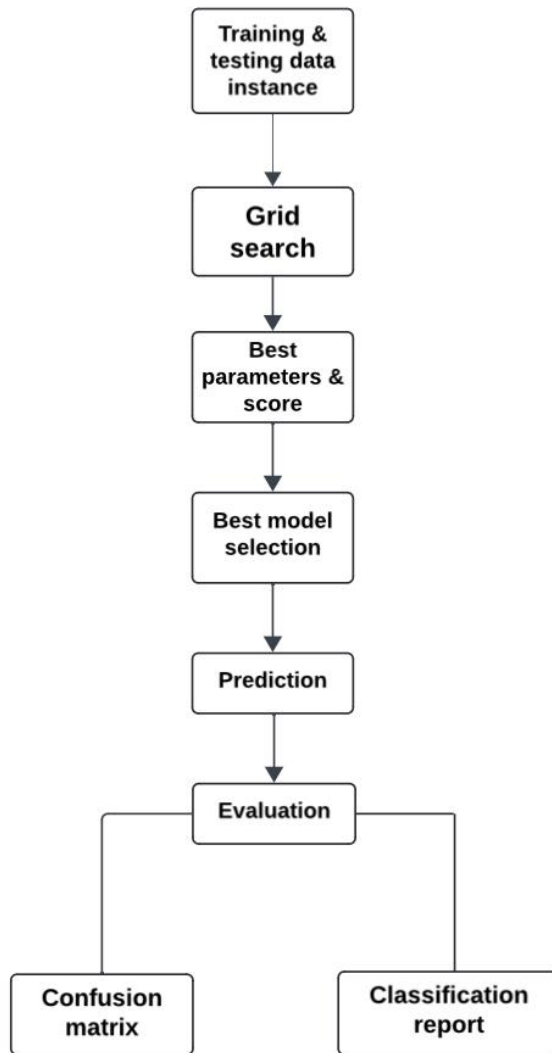 Training &
testing data
instance
Grid
search
Best
parameters &
score
Best model
selection
Prediction
Evaluation
Confusion
matrix
Classification
report